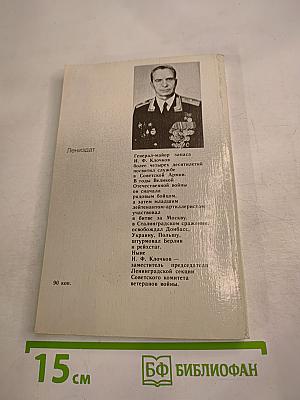 Лениздат
Генерал-майор запаса
И. Ф. Клочков
более четырех десятилетий
посвятил службе
в Советской Армии.
В годы Великой
Отечественной войны
он сначала
рядовым бойцом,
а затем младшим
лейтенантом-артиллеристом
участвовал
в битве за Москву,
в Сталинградском сражении,
освобождал Донбасс,
Украину, Польшу,
штурмовал Берлин
и рейхстаг.
Ныне
И. Ф. Клочков —
заместитель председателя
Ленинградской секции
Советского комитета
ветеранов войны.
90 коп.
15 см
БФ БИБЛИОФАН